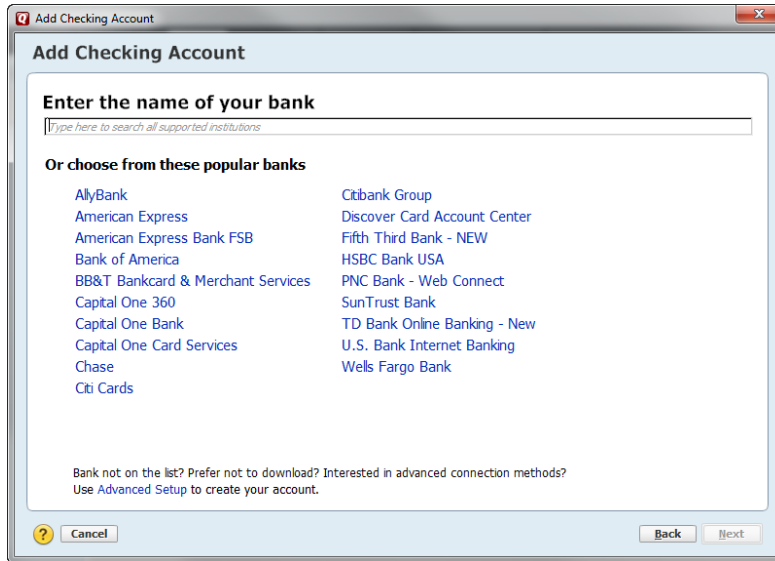 Add Checking Account
Add Checking Account
Enter the name of your bank
Type here to search all supported institutions
Or choose from these popular banks
AllyBank
American Express
American Express Bank FSB
Bank of America
BB&T Bankcard & Merchant Services
Capital One 360
Capital One Bank
Capital One Card Services
Chase
Citi Cards
Citibank Group
Discover Card Account Center
Fifth Third Bank - NEW
HSBC Bank USA
PNC Bank - Web Connect
SunTrust Bank
TD Bank Online Banking - New
U.S. Bank Internet Banking
Wells Fargo Bank
Bank not on the list? Prefer not to download? Interested in advanced connection methods?
Use Advanced Setup to create your account.
? Cancel Back Next